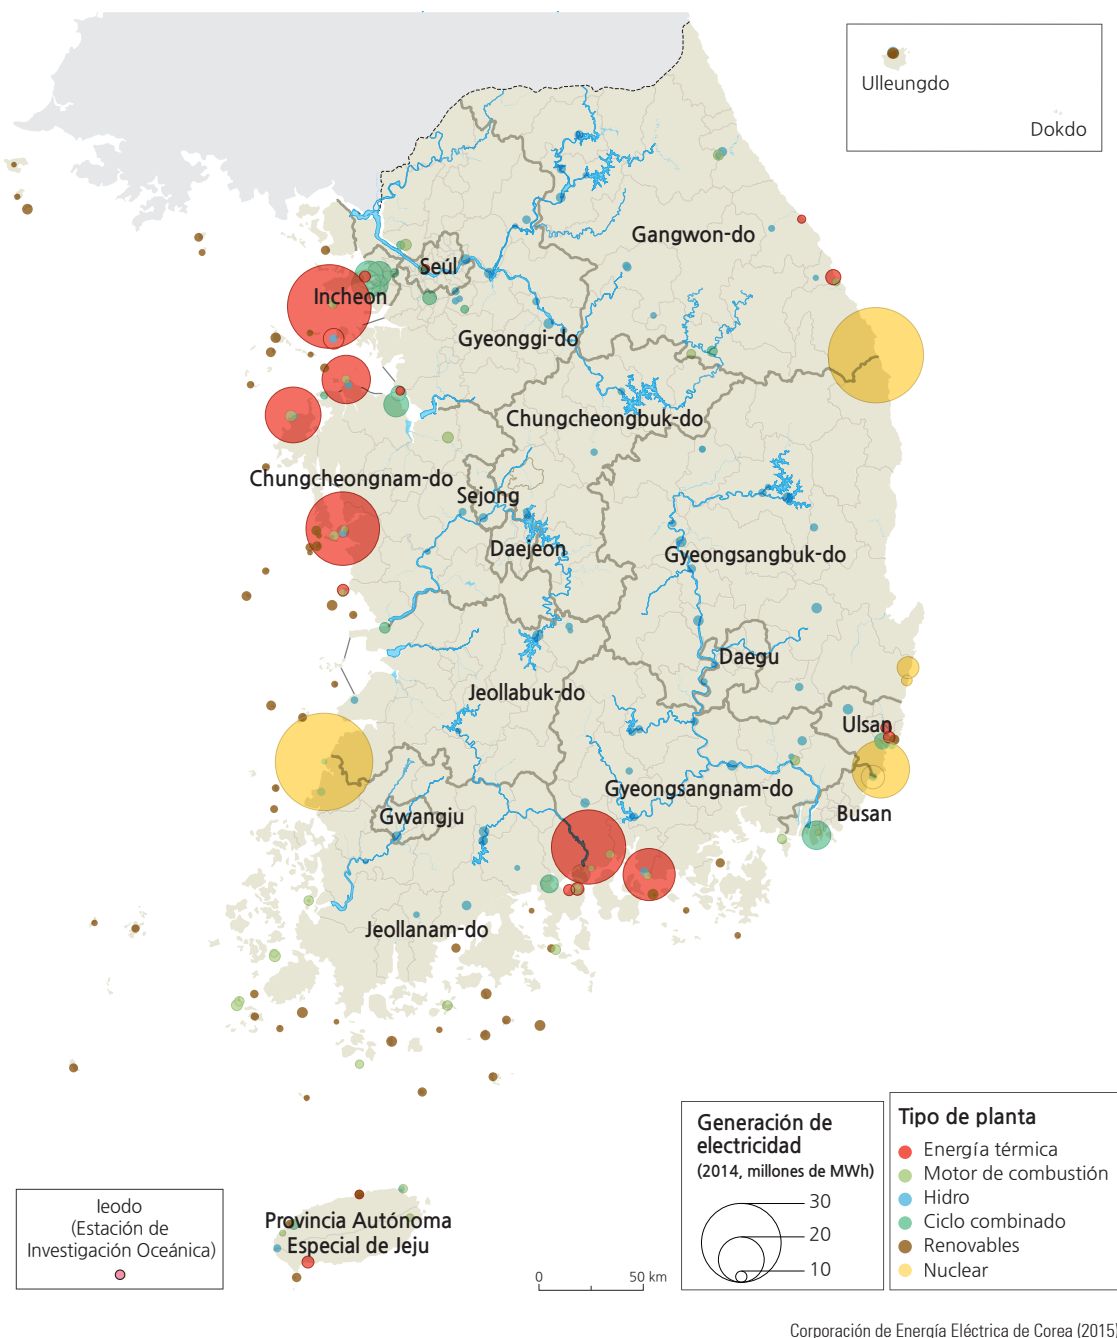 Ulleungdo
Dokdo
Gangwon-do
Seúl
Incheon
Gyeonggi-do
Chungcheongbuk-do
Chungcheongnam-do
Sejong
Daejeon
Gyeongsangbuk-do
Daegu
Jeollabuk-do
Ulsan
Gyeongsangnam-do
Busan
Gwangju
Jeollanam-do
Provincia Autónoma
Especial de Jeju
Ieodo
(Estación de
Investigación Oceánica)
0 50 km
Generación de
electricidad
(2014, millones de MWh)
30
20
10
Tipo de planta
Energía térmica
Motor de combustión
Hidro
Ciclo combinado
Renovables
Nuclear
Corporación de Energía Eléctrica de Corea (2015)